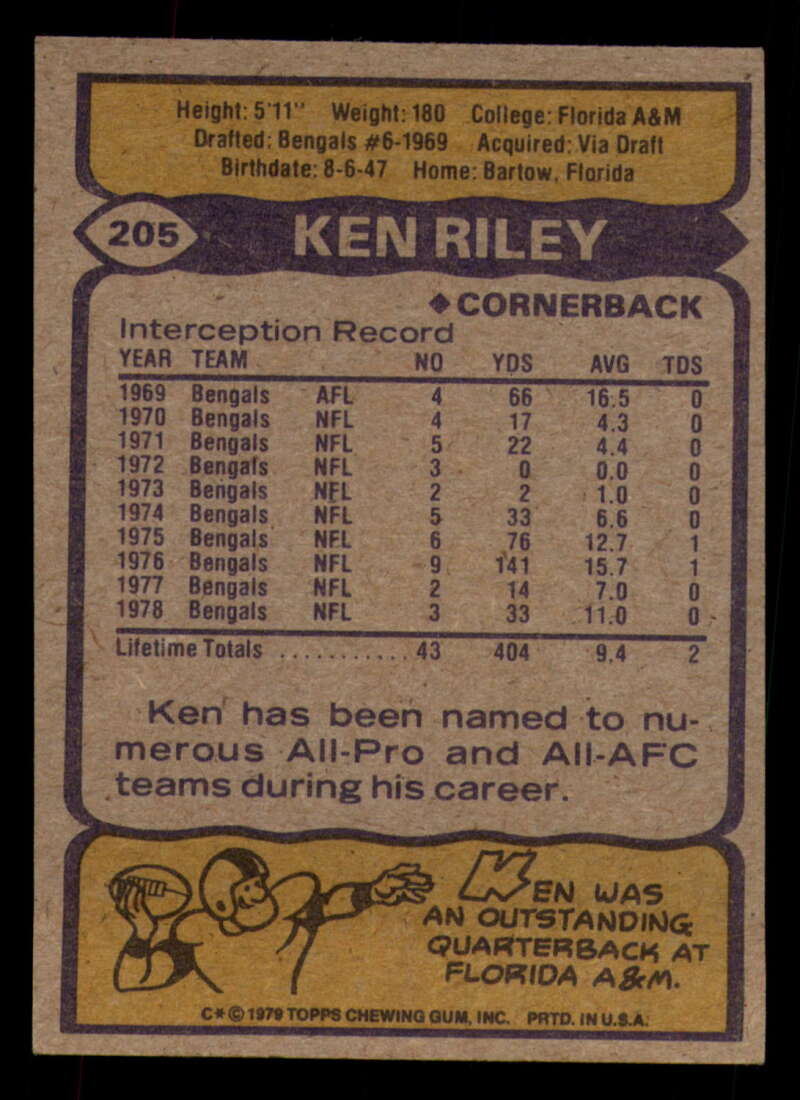 Height: 5'11" Weight: 180 College: Florida A&M
Drafted: Bengals #6-1969 Acquired: Via Draft
Birthdate: 8-6-47 Home: Bartow, Florida
205 KEN RILEY
◆CORNERBACK
Interception Record
YEAR TEAM NO YDS AVG TDS
1969 Bengals AFL 4 66 16.5 0
1970 Bengals NFL 4 17 4.3 0
1971 Bengals NFL 5 22 4.4 0
1972 Bengals NFL 3 0 0.0 0
1973 Bengals NFL 2 2 1.0 0
1974 Bengals NFL 5 33 6.6 0
1975 Bengals NFL 6 76 12.7 1
1976 Bengals NFL 9 141 15.7 1
1977 Bengals NFL 2 14 7.0 0
1978 Bengals NFL 3 33 11.0 0
Lifetime Totals ........... 43 404 9.4 2
Ken has been named to nu-
merous All-Pro and All-AFC
teams during his career.
KEN WAS
AN OUTSTANDING
QUARTERBACK AT
FLORIDA A&M.
C*©1979 TOPPS CHEWING GUM, INC. PRTD. IN U.S.A.